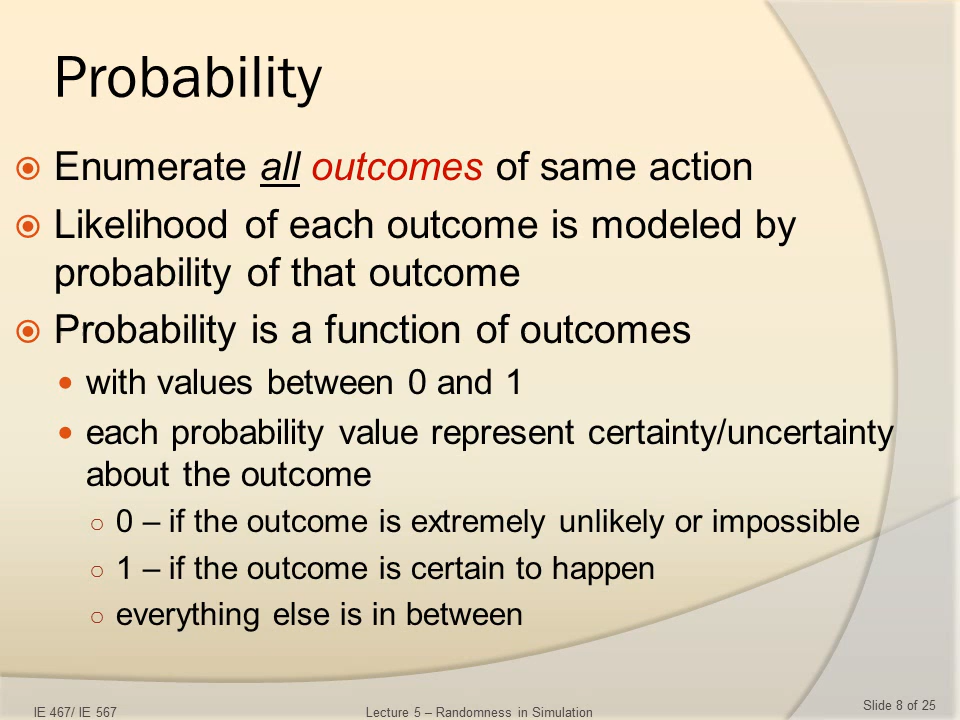 Probability
Enumerate all outcomes of same action
Likelihood of each outcome is modeled by
probability of that outcome
Probability is a function of outcomes
with values between 0 and 1
each probability value represent certainty/uncertainty
about the outcome
0 – if the outcome is extremely unlikely or impossible
1 – if the outcome is certain to happen
everything else is in between
IE 467/ IE 567
Lecture 5 – Randomness in Simulation
Slide 8 of 25